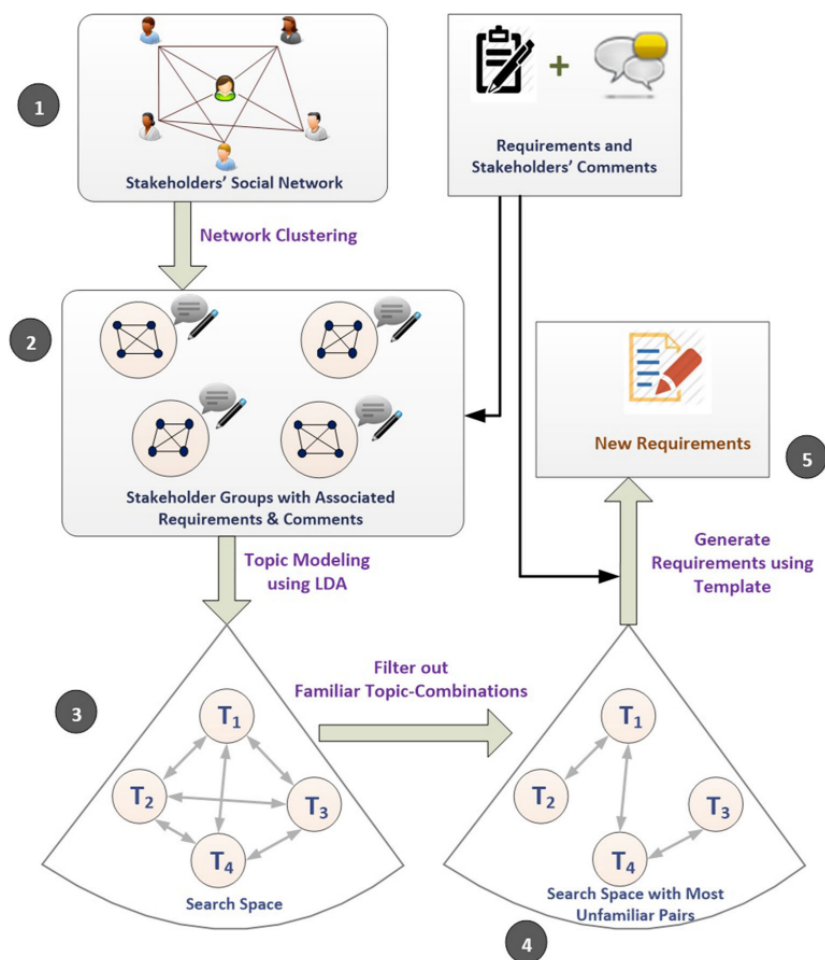 1
Stakeholders' Social Network
+
Requirements and
Stakeholders' Comments
Network Clustering
2
Stakeholder Groups with Associated
Requirements & Comments
New Requirements
5
Topic Modeling
using LDA
Generate
Requirements using
Template
3
Filter out
Familiar Topic-Combinations
T₁
T₂
T₃
T₄
Search Space
T₁
T₂
T₃
T₄
Search Space with Most
Unfamiliar Pairs
4